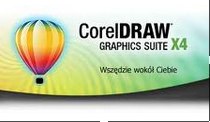 CorelDRAW®
GRAPHICS SUITE X4
Wszędzie wokół Ciebie